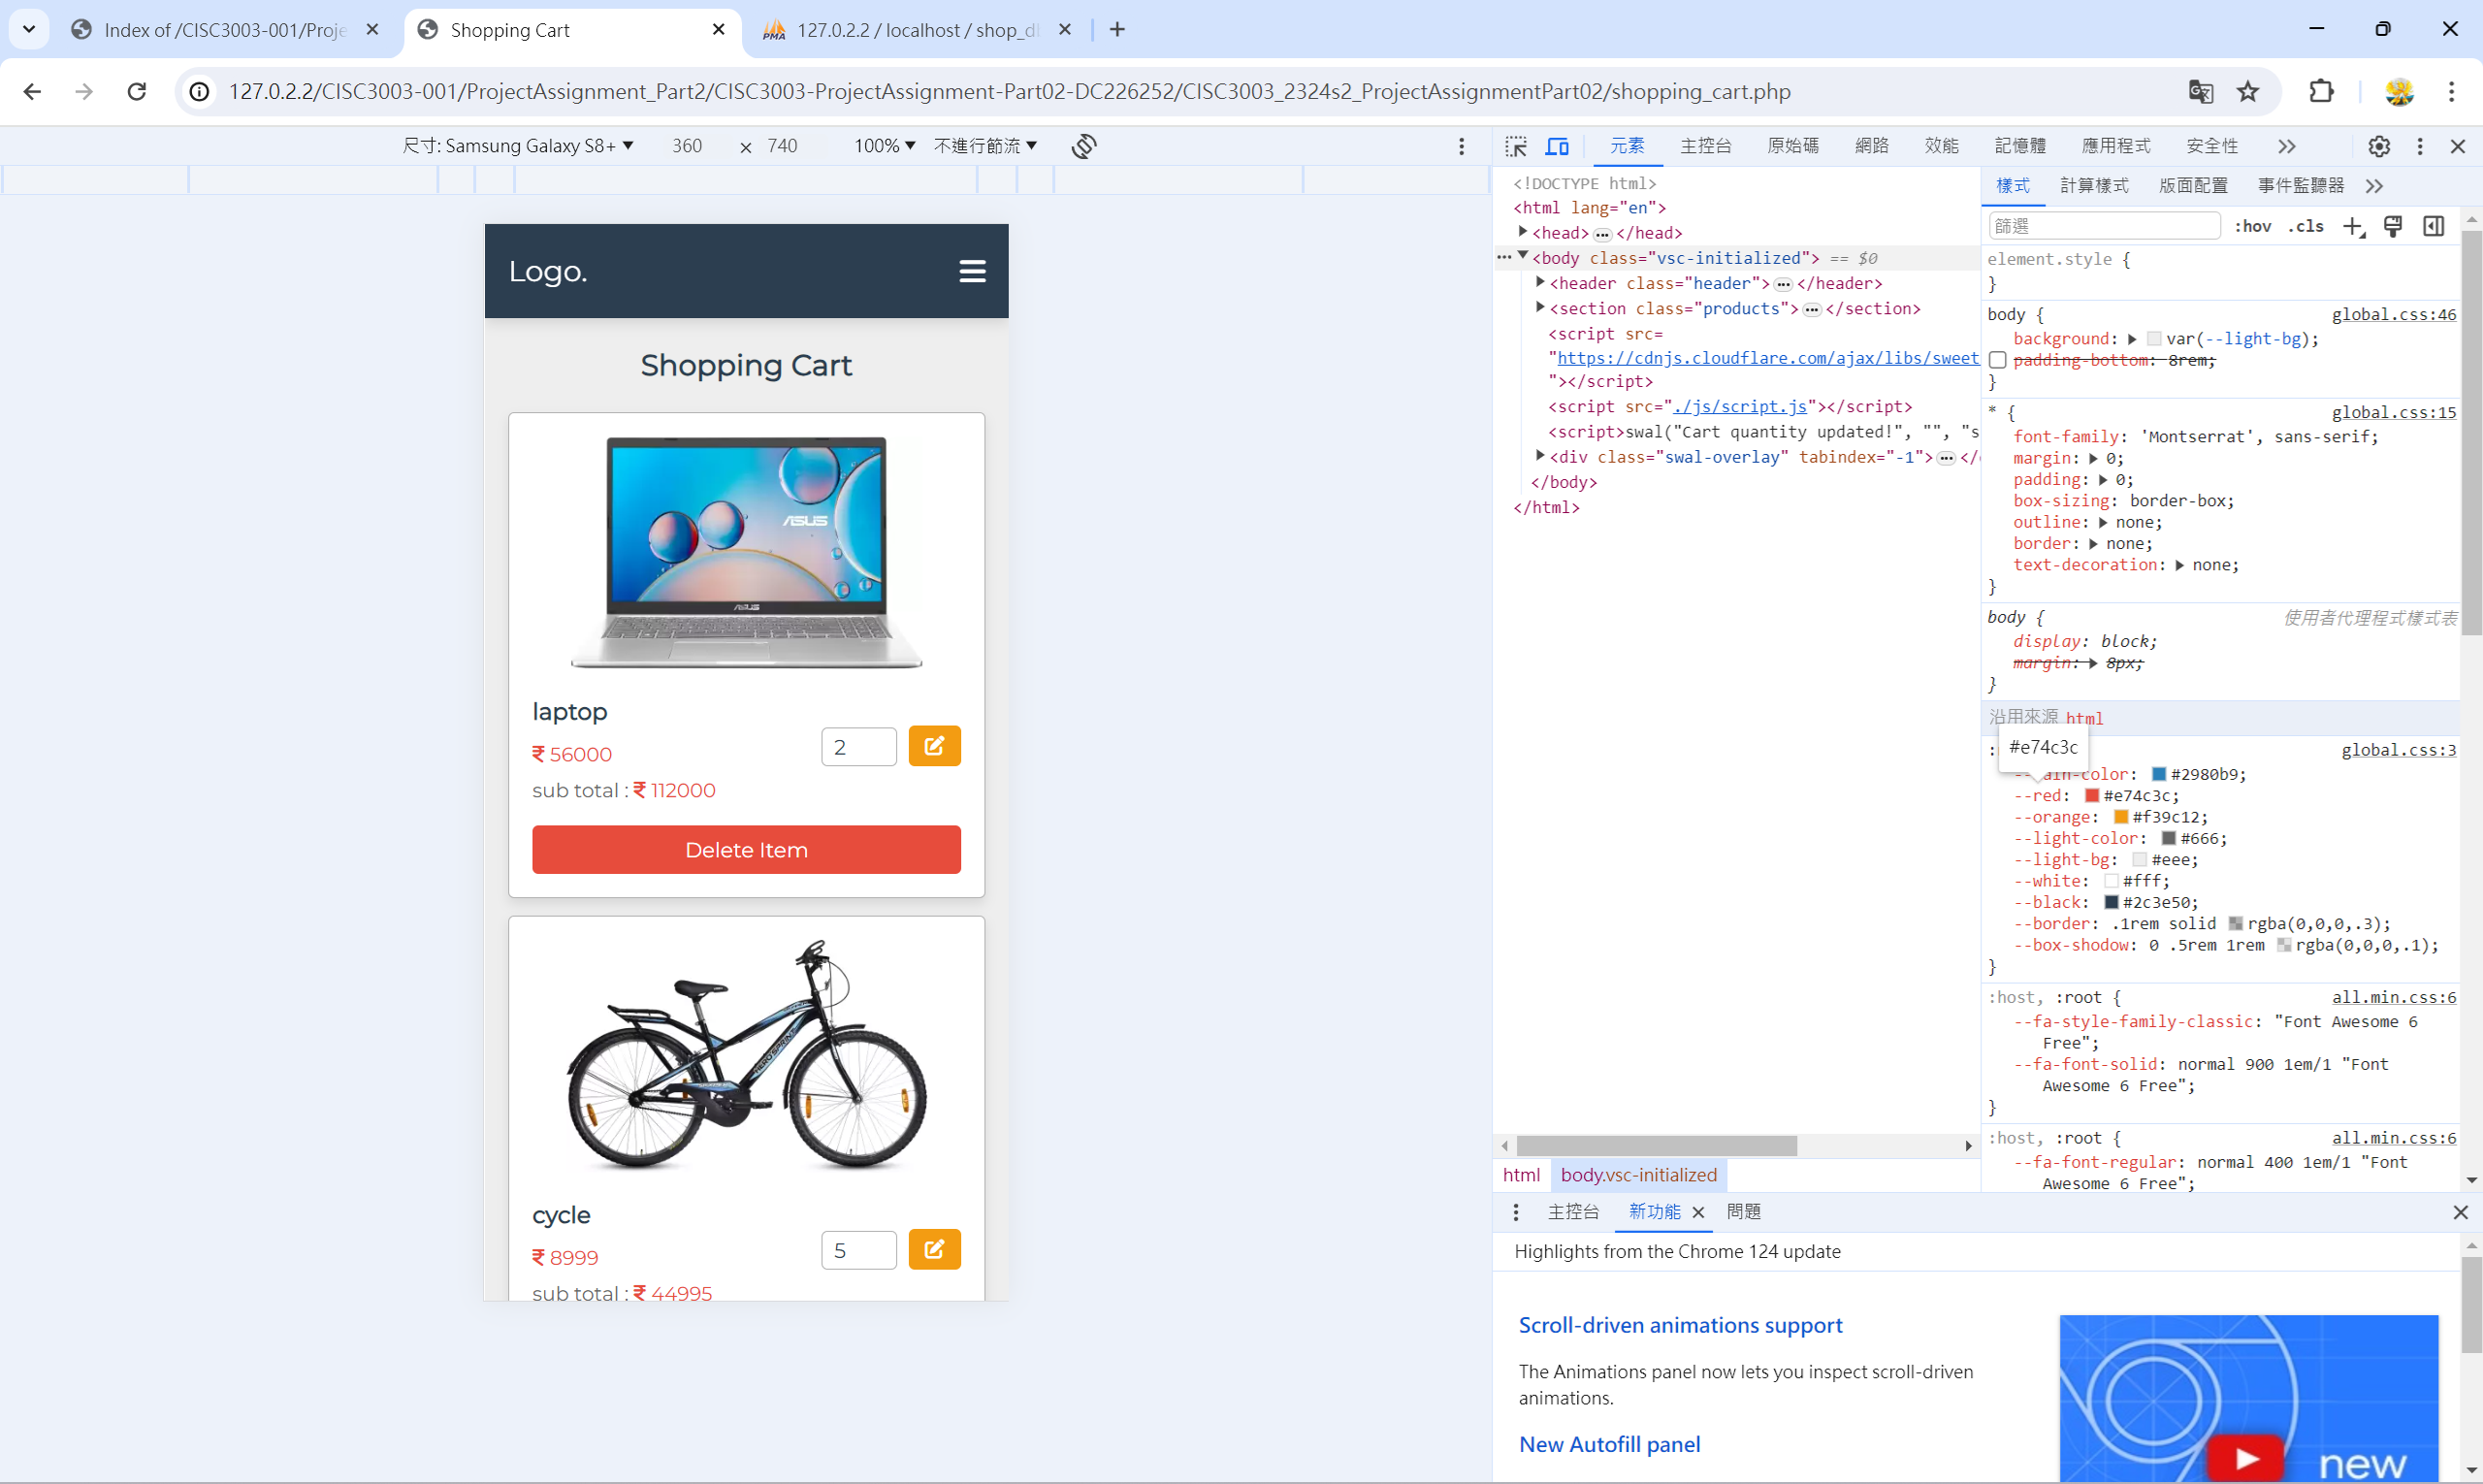 Index of /CISC3003-001/Proje
Shopping Cart
127.0.2.2 / localhost / shop_d
127.0.2.2/CISC3003-001/ProjectAssignment_Part2/CISC3003-ProjectAssignment-Part02-DC226252/CISC3003_2324s2_ProjectAssignmentPart02/shopping_cart.php
尺寸: Samsung Galaxy S8+ ▼ 360 × 740 100% ▼ 不進行節流 ▼
Logo.
Shopping Cart
ASUS
ASUS
laptop
₹ 56000
2
sub total : ₹ 112000
Delete Item
cycle
₹ 8999
5
sub total : ₹ 44995
元素 主控台 原始碼 網路 效能 記憶體 應用程式 安全性
<!DOCTYPE html>
<html lang="en">
<head> ••• </head>
••• <body class="vsc-initialized"> == $0
<header class="header"> ••• </header>
<section class="products"> ••• </section>
<script src=
"https://cdnjs.cloudflare.com/ajax/libs/sweet
"></script>
<script src="./js/script.js"></script>
<script>swal("Cart quantity updated!", "", "s
<div class="swal-overlay" tabindex="-1"> ••• </
</body>
</html>
html body.vsc-initialized
樣式 計算樣式 版面配置 事件監聽器
篩選 :hov .cls
element.style {
}
body { global.css:46
background: var(--light-bg);
padding-bottom: 8rem;
}
* { global.css:15
font-family: 'Montserrat', sans-serif;
margin: 0;
padding: 0;
box-sizing: border-box;
outline: none;
border: none;
text-decoration: none;
}
body { 使用者代理程式樣式表
display: block;
margin: 8px;
}
沿用來源 html
#e74c3c
global.css:3
ain-color: #2980b9;
--red: #e74c3c;
--orange: #f39c12;
--light-color: #666;
--light-bg: #eee;
--white: #fff;
--black: #2c3e50;
--border: .1rem solid rgba(0,0,0,.3);
--box-shodow: 0 .5rem 1rem rgba(0,0,0,.1);
}
:host, :root { all.min.css:6
--fa-style-family-classic: "Font Awesome 6
Free";
--fa-font-solid: normal 900 1em/1 "Font
Awesome 6 Free";
}
:host, :root { all.min.css:6
--fa-font-regular: normal 400 1em/1 "Font
Awesome 6 Free";
主控台 新功能 問題
Highlights from the Chrome 124 update
Scroll-driven animations support
The Animations panel now lets you inspect scroll-driven
animations.
New Autofill panel
new